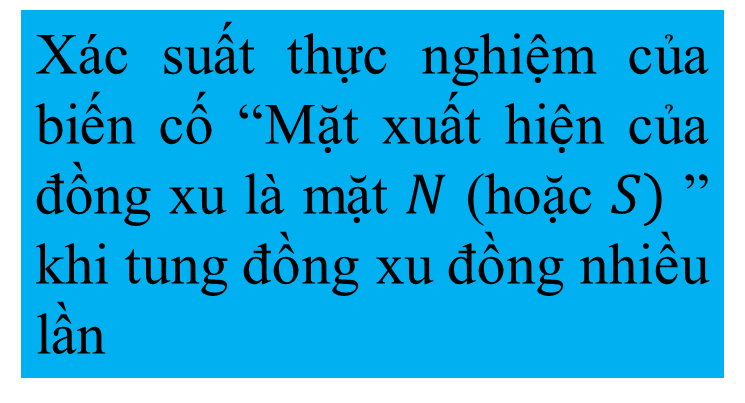 Xác suất thực nghiệm của
biến cố “Mặt xuất hiện của
đồng xu là mặt N (hoặc S) ”
khi tung đồng xu đồng nhiều
lần